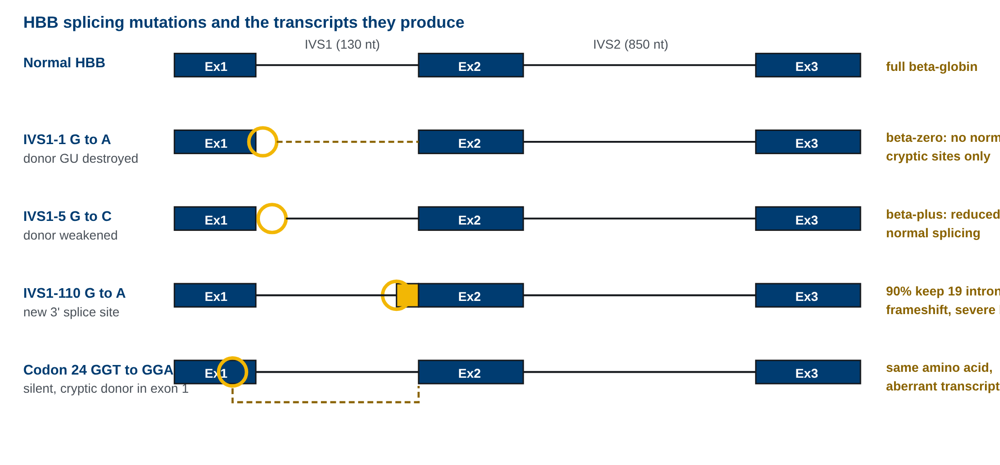 HBB splicing mutations and the transcripts they produce
IVS1 (130 nt)
IVS2 (850 nt)
Normal HBB
Ex1
Ex2
Ex3
full beta-globin
IVS1-1 G to A
donor GU destroyed
Ex1
Ex2
Ex3
beta-zero: no norm
cryptic sites only
IVS1-5 G to C
donor weakened
Ex1
Ex2
Ex3
beta-plus: reduced
normal splicing
IVS1-110 G to A
new 3' splice site
Ex1
Ex2
Ex3
90% keep 19 intron
frameshift, severe
Codon 24 GGT to GGA
silent, cryptic donor in exon 1
Ex1
Ex2
Ex3
same amino acid,
aberrant transcript